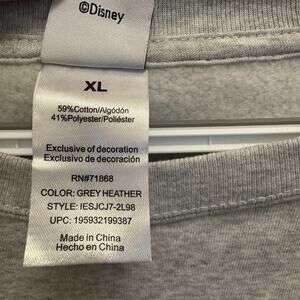 ©Disney
XL
59%Cotton/Algodón
41%Polyester/Poliéster
Exclusive of decoration
Exclusivo de decoración
RN#71868
COLOR: GREY HEATHER
STYLE: IESJCJ7-2L98
UPC: 195932199387
Made in China
Hecho en China